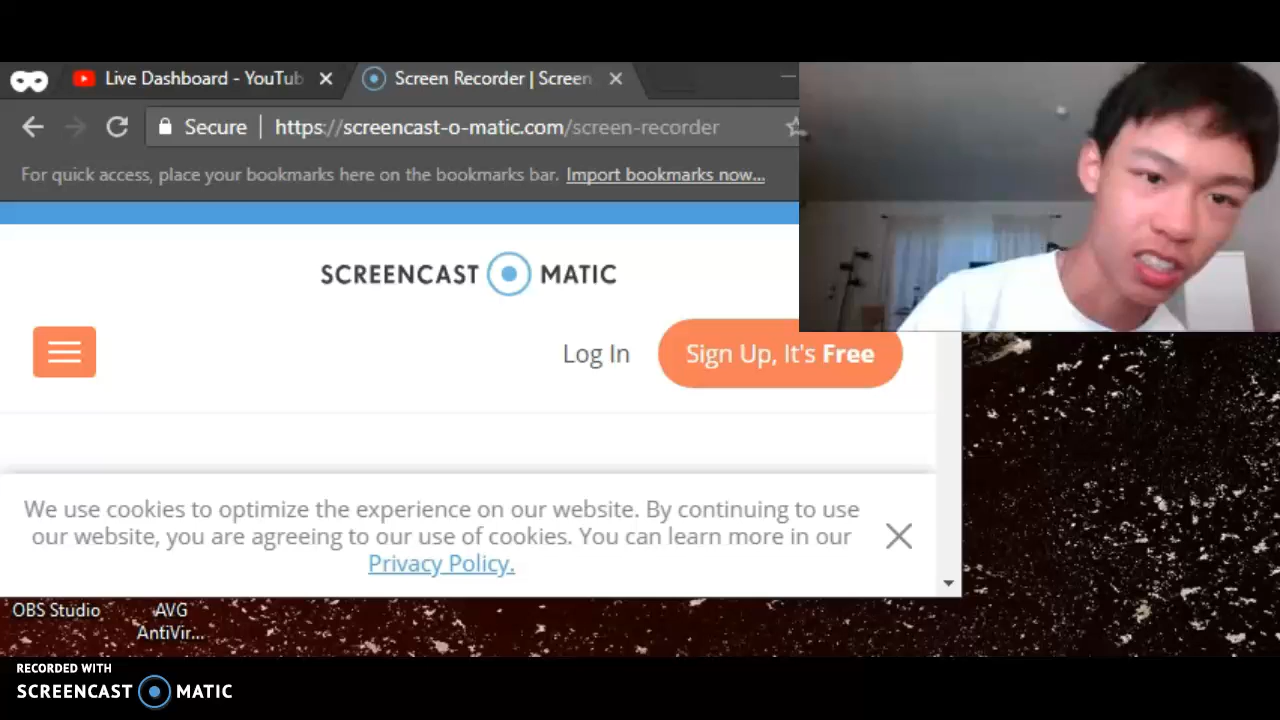 Live Dashboard - YouTub
Screen Recorder | Screen
Secure
https://screencast-o-matic.com/screen-recorder
For quick access, place your bookmarks here on the bookmarks bar. Import bookmarks now...
SCREENCAST MATIC
Log In
Sign Up, It's Free
We use cookies to optimize the experience on our website. By continuing to use
our website, you are agreeing to our use of cookies. You can learn more in our
Privacy Policy.
OBS Studio
AVG
AntiVir...
RECORDED WITH
SCREENCAST MATIC